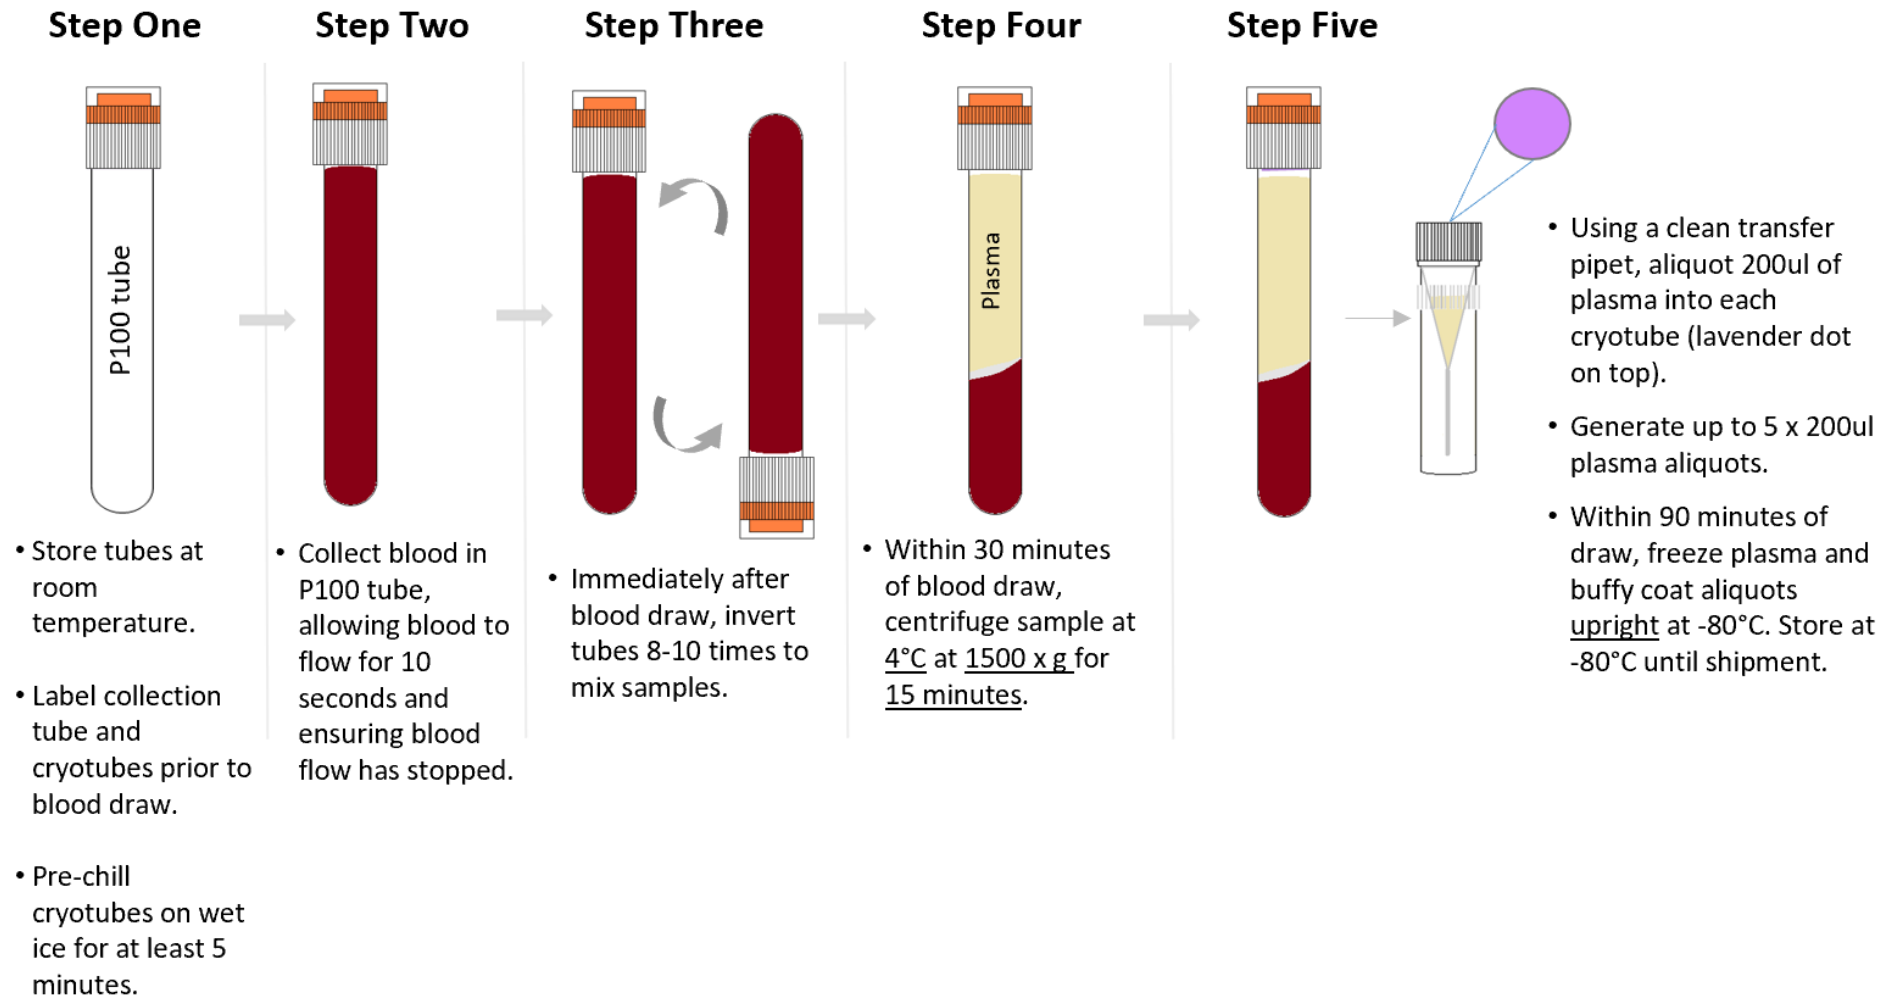 Step One
P100 tube
• Store tubes at
room
temperature.
• Label collection
tube and
cryotubes prior to
blood draw.
• Pre-chill
cryotubes on wet
ice for at least 5
minutes.
Step Two
• Collect blood in
P100 tube,
allowing blood to
flow for 10
seconds and
ensuring blood
flow has stopped.
Step Three
• Immediately after
blood draw, invert
tubes 8-10 times to
mix samples.
Step Four
Plasma
• Within 30 minutes
of blood draw,
centrifuge sample at
4°C at 1500 x g for
15 minutes.
Step Five
• Using a clean transfer
pipet, aliquot 200ul of
plasma into each
cryotube (lavender dot
on top).
• Generate up to 5 x 200ul
plasma aliquots.
• Within 90 minutes of
draw, freeze plasma and
buffy coat aliquots
upright at -80°C. Store at
-80°C until shipment.